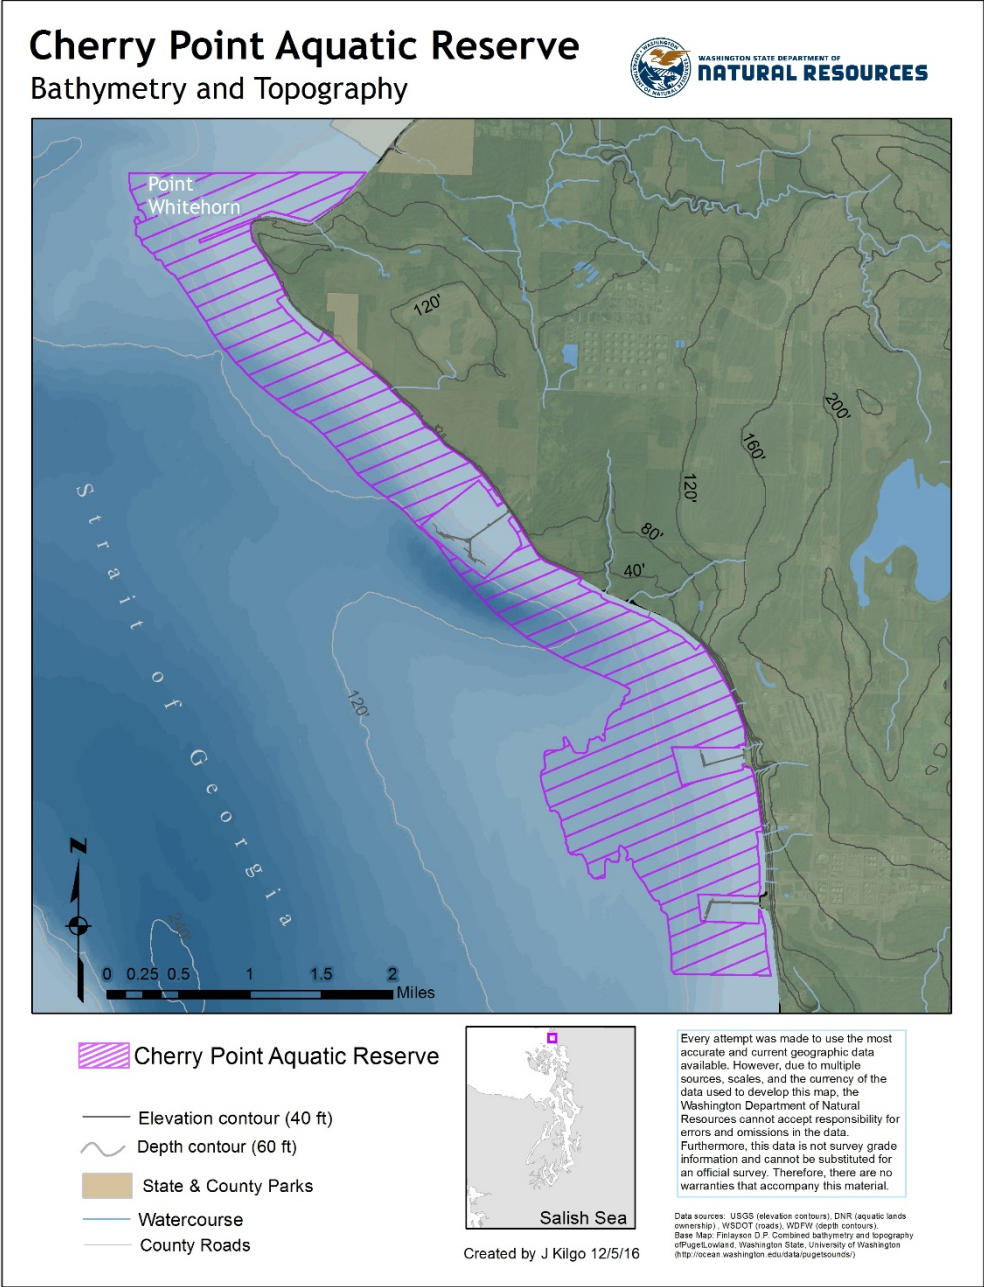 Cherry Point Aquatic Reserve
Bathymetry and Topography
WASHINGTON STATE DEPARTMENT OF
NATURAL RESOURCES
Point
Whitehorn
120'
200'
160'
120'
80'
40'
Strait of Georgia
120'
240'
N
0 0.25 0.5 1 1.5 2
Miles
Cherry Point Aquatic Reserve
Elevation contour (40 ft)
Depth contour (60 ft)
State & County Parks
Watercourse
County Roads
Salish Sea
Created by J Kilgo 12/5/16
Every attempt was made to use the most
accurate and current geographic data
available. However, due to multiple
sources, scales, and the currency of the
data used to develop this map, the
Washington Department of Natural
Resources cannot accept responsibility for
errors and omissions in the data.
Furthermore, this data is not survey grade
information and cannot be substituted for
an official survey. Therefore, there are no
warranties that accompany this material.
Data sources: USGS (elevation contours), DNR (aquatic lands
ownership) , WSDOT (roads), WDFW (depth contours).
Base Map: Finlayson D.P. Combined bathymetry and topography
ofPugetLowland, Washington State, University of Washington
(http://ocean.washington.edu/data/pugetsounds/)